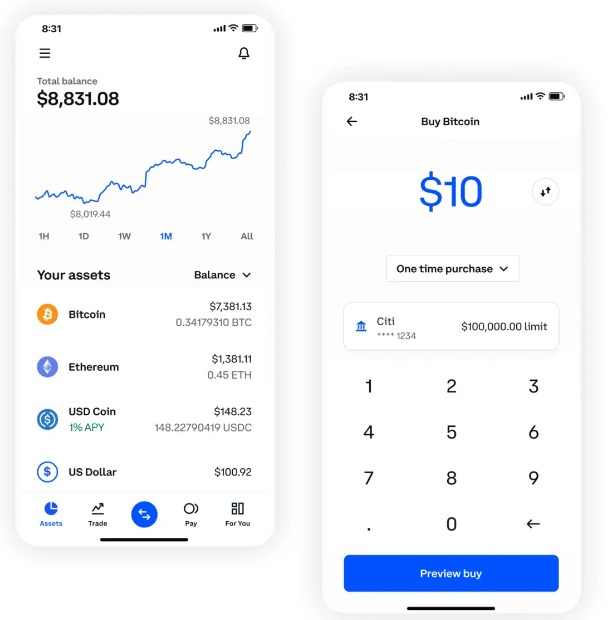 8:31
Total balance
$8,831.08
$8,831.08
$8,019.44
1H 1D 1W 1M 1Y All
Your assets Balance
Bitcoin $7,381.13
0.34179310 BTC
Ethereum $1,381.11
0.45 ETH
USD Coin $148.23
1% APY 148.22790419 USDC
US Dollar $100.92
Assets Trade Pay For You
8:31
Buy Bitcoin
$10
One time purchase
Citi $100,000.00 limit
**** 1234
1 2 3
4 5 6
7 8 9
. 0
Preview buy